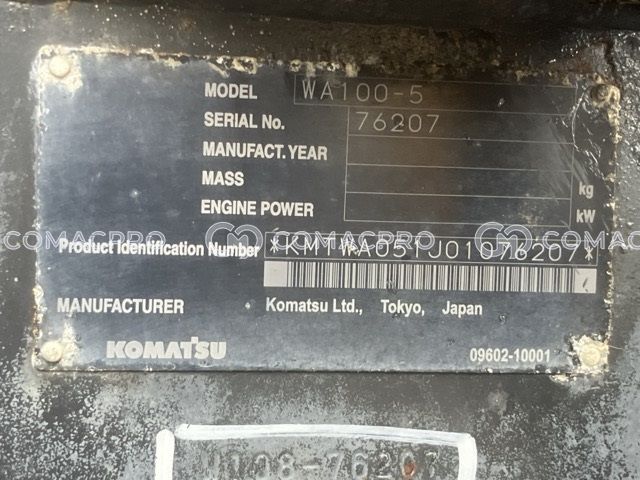 MODEL WA100-5
SERIAL No. 76207
MANUFACT. YEAR
MASS kg
ENGINE POWER kW
COMACPRO COMACPRO COMACPRO
Product Identification Number *KMTWA051J01076207*
MANUFACTURER Komatsu Ltd., Tokyo, Japan
KOMATSU 09602-10001